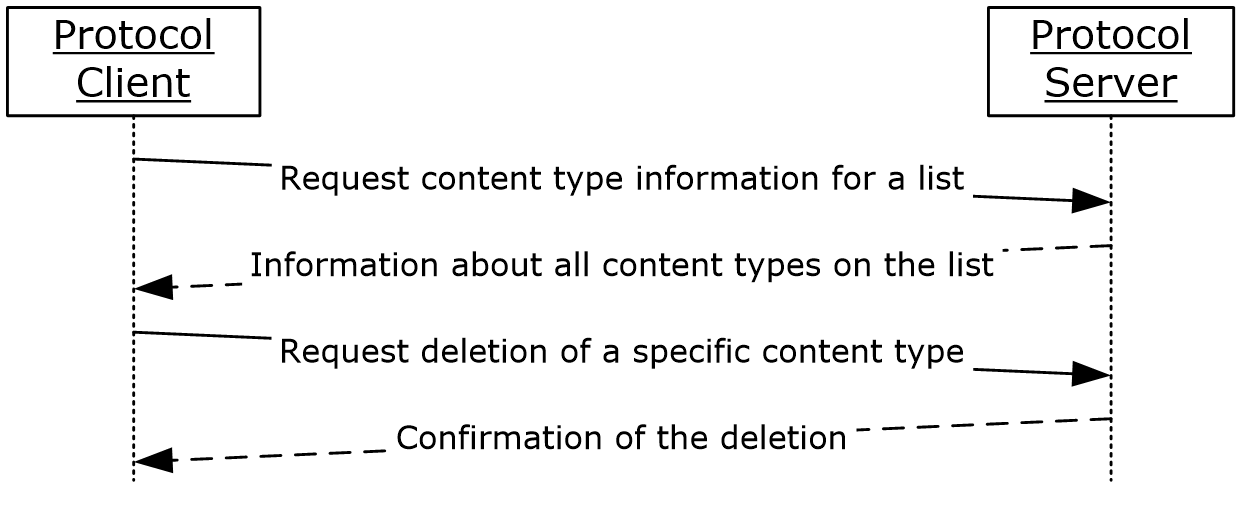 Protocol
Client
Protocol
Server
Request content type information for a list
Information about all content types on the list
Request deletion of a specific content type
Confirmation of the deletion